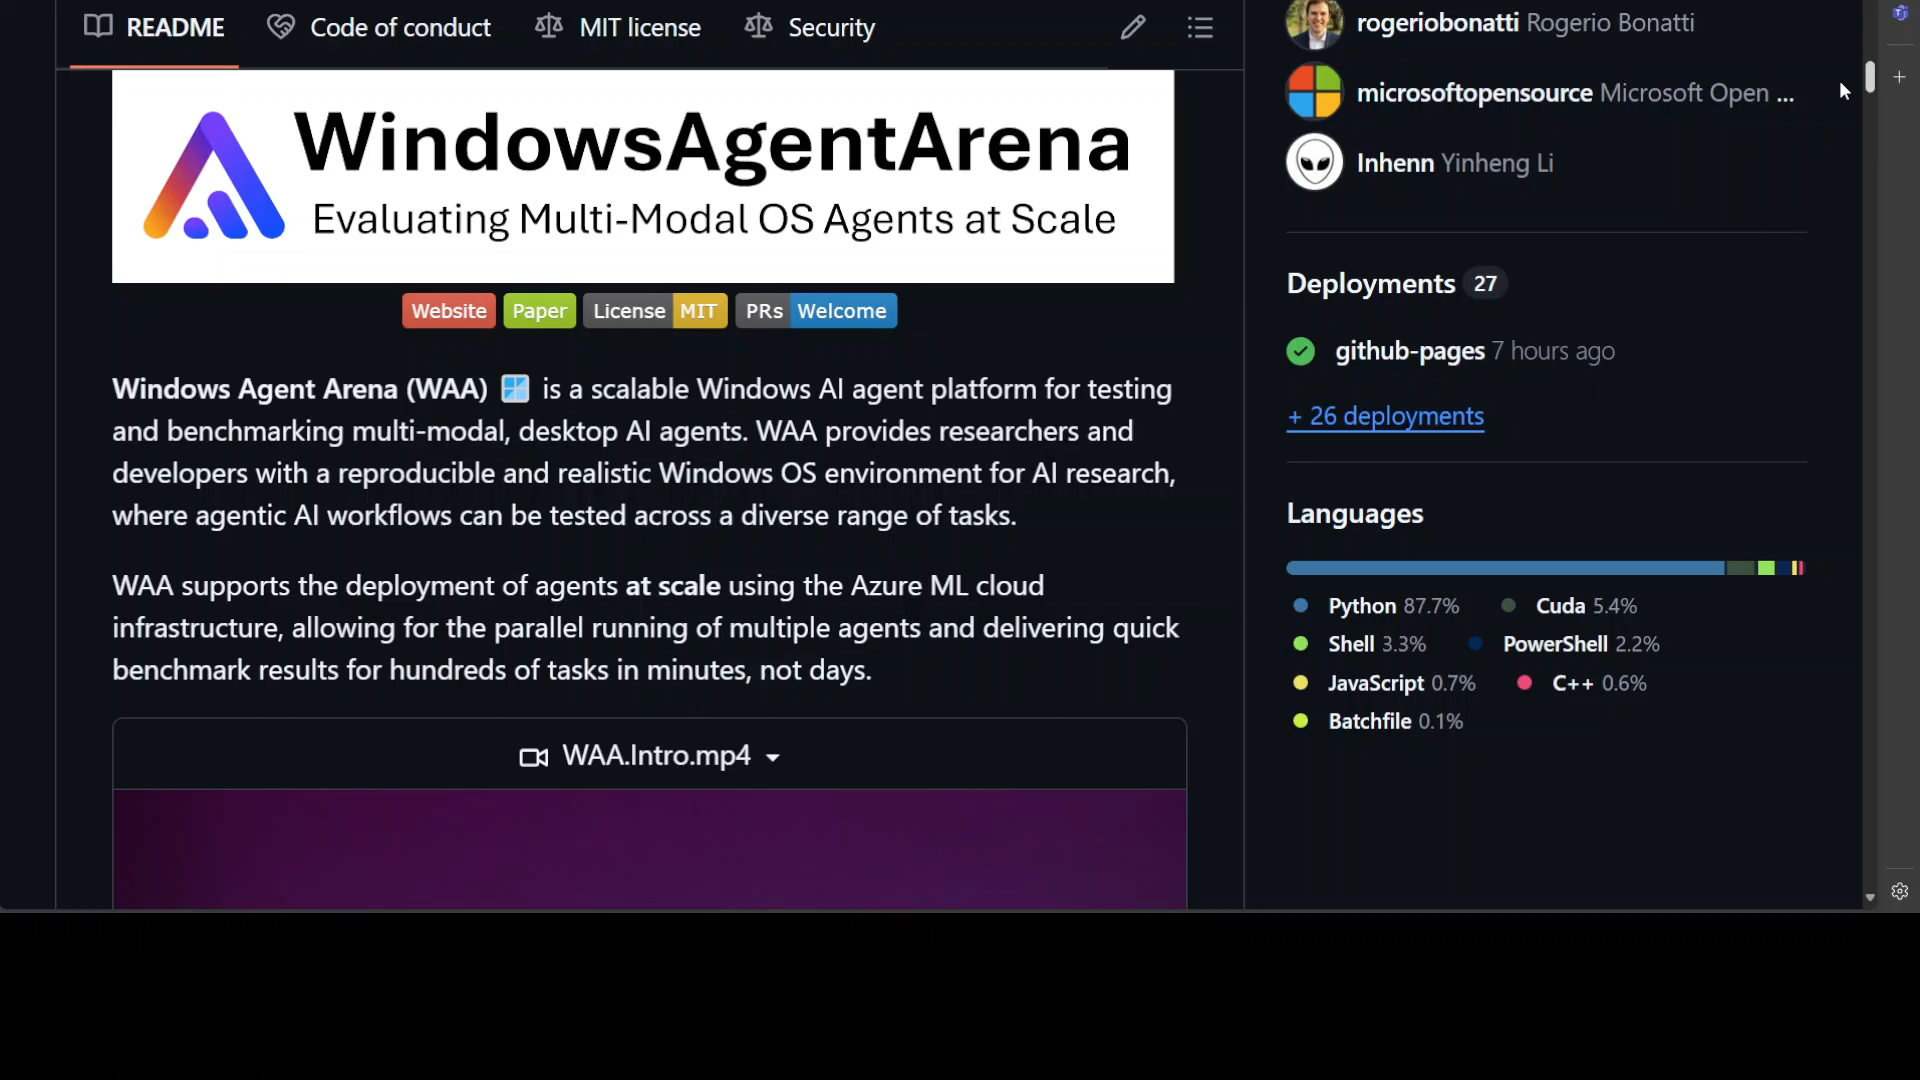 README Code of conduct MIT license Security
WindowsAgentArena
Evaluating Multi-Modal OS Agents at Scale
Website Paper License MIT PRs Welcome
Windows Agent Arena (WAA) is a scalable Windows AI agent platform for testing
and benchmarking multi-modal, desktop AI agents. WAA provides researchers and
developers with a reproducible and realistic Windows OS environment for AI research,
where agentic AI workflows can be tested across a diverse range of tasks.
WAA supports the deployment of agents at scale using the Azure ML cloud
infrastructure, allowing for the parallel running of multiple agents and delivering quick
benchmark results for hundreds of tasks in minutes, not days.
WAA.Intro.mp4
rogeriobonatti Rogerio Bonatti
microsoftopensource Microsoft Open ...
Inhenn Yinheng Li
Deployments 27
github-pages 7 hours ago
+ 26 deployments
Languages
Python 87.7% Cuda 5.4%
Shell 3.3% PowerShell 2.2%
JavaScript 0.7% C++ 0.6%
Batchfile 0.1%